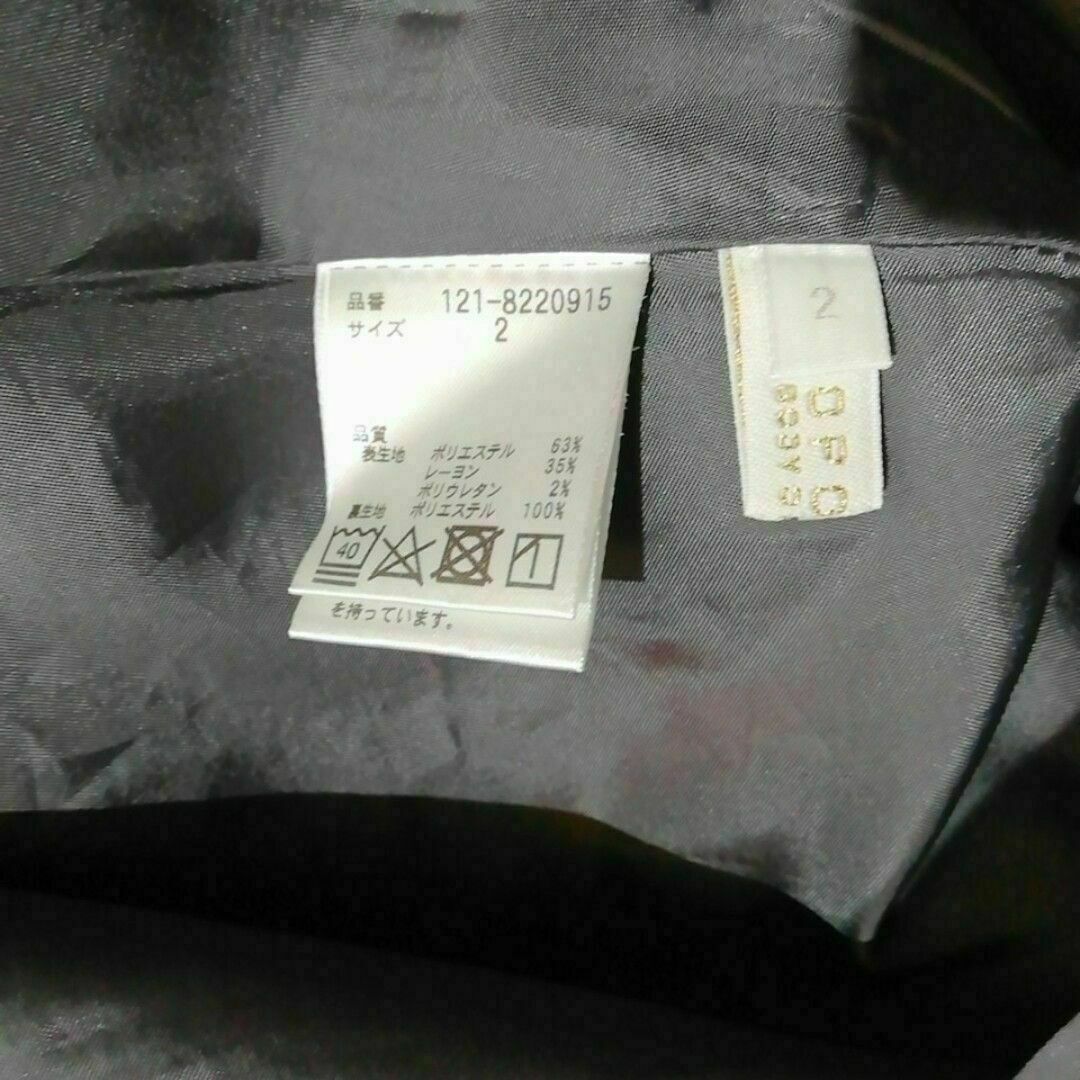 品番 121-8220915
サイズ 2
品質
表生地 ポリエステル 63%
レーヨン 35%
ポリウレタン 2%
裏生地 ポリエステル 100%
40
を持っています。
2